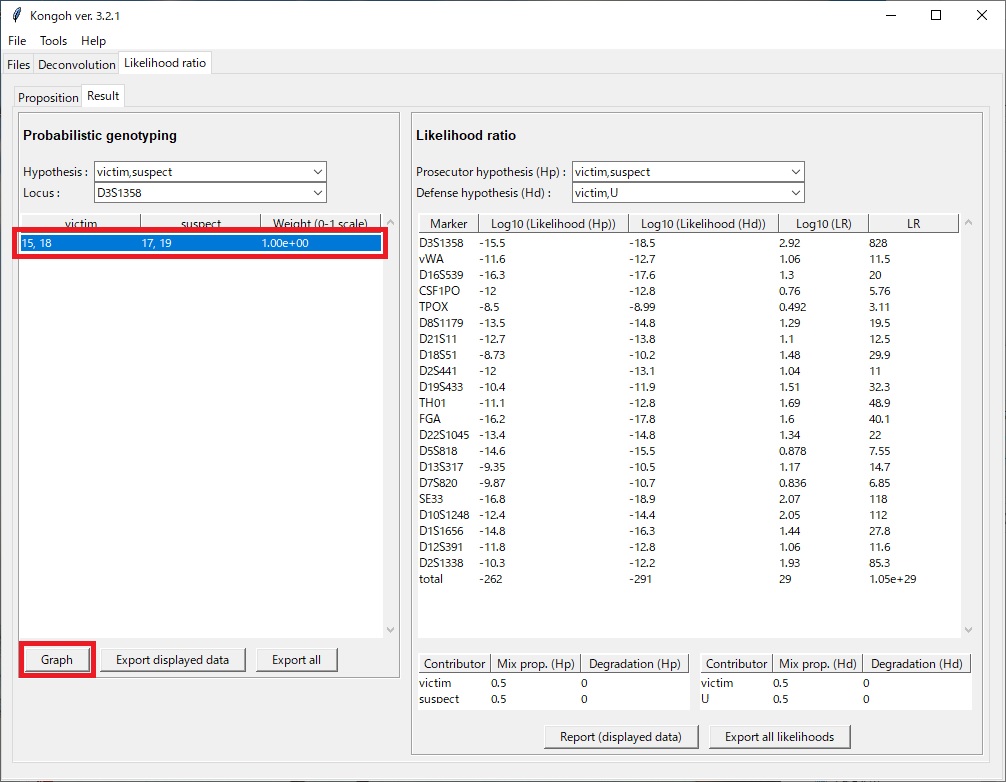 Kongoh ver. 3.2.1
File Tools Help
Files Deconvolution Likelihood ratio
Proposition Result
Probabilistic genotyping
Hypothesis : victim,suspect
Locus : D3S1358
victim suspect Weight (0-1 scale)
15, 18 17, 19 1.00e+00
Graph Export displayed data Export all
Likelihood ratio
Prosecutor hypothesis (Hp) : victim,suspect
Defense hypothesis (Hd) : victim,U
Marker Log10 (Likelihood (Hp)) Log10 (Likelihood (Hd)) Log10 (LR) LR
D3S1358 -15.5 -18.5 2.92 828
vWA -11.6 -12.7 1.06 11.5
D16S539 -16.3 -17.6 1.3 20
CSF1PO -12 -12.8 0.76 5.76
TPOX -8.5 -8.99 0.492 3.11
D8S1179 -13.5 -14.8 1.29 19.5
D21S11 -12.7 -13.8 1.1 12.5
D18S51 -8.73 -10.2 1.48 29.9
D2S441 -12 -13.1 1.04 11
D19S433 -10.4 -11.9 1.51 32.3
TH01 -11.1 -12.8 1.69 48.9
FGA -16.2 -17.8 1.6 40.1
D22S1045 -13.4 -14.8 1.34 22
D5S818 -14.6 -15.5 0.878 7.55
D13S317 -9.35 -10.5 1.17 14.7
D7S820 -9.87 -10.7 0.836 6.85
SE33 -16.8 -18.9 2.07 118
D10S1248 -12.4 -14.4 2.05 112
D1S1656 -14.8 -16.3 1.44 27.8
D12S391 -11.8 -12.8 1.06 11.6
D2S1338 -10.3 -12.2 1.93 85.3
total -262 -291 29 1.05e+29
Contributor Mix prop. (Hp) Degradation (Hp)
victim 0.5 0
suspect 0.5 0
Contributor Mix prop. (Hd) Degradation (Hd)
victim 0.5 0
U 0.5 0
Report (displayed data) Export all likelihoods